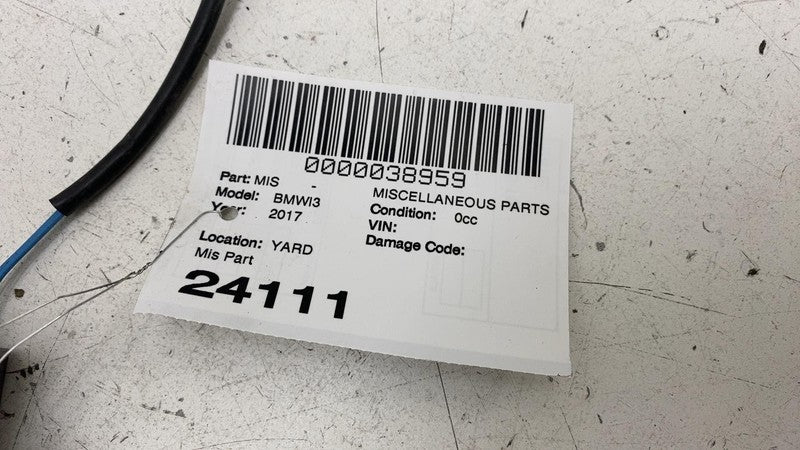 0000038959
Part: MIS - MISCELLANEOUS PARTS
Model: BMWI3 Condition: 0cc
Year: 2017 VIN:
Damage Code:
Location: YARD
Mis Part
24111